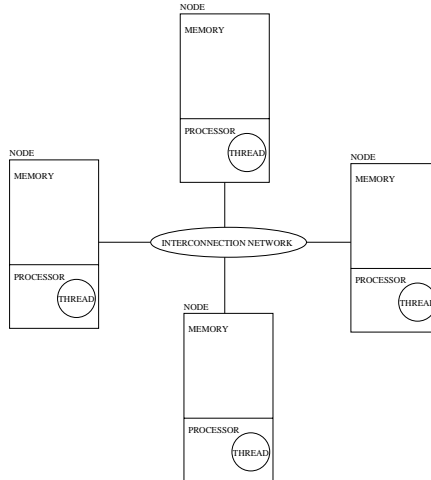 NODE
MEMORY
PROCESSOR
THREAD
NODE
MEMORY
PROCESSOR
THREAD
INTERCONNECTION NETWORK
NODE
MEMORY
PROCESSOR
THREAD
NODE
MEMORY
PROCESSOR
THREAD